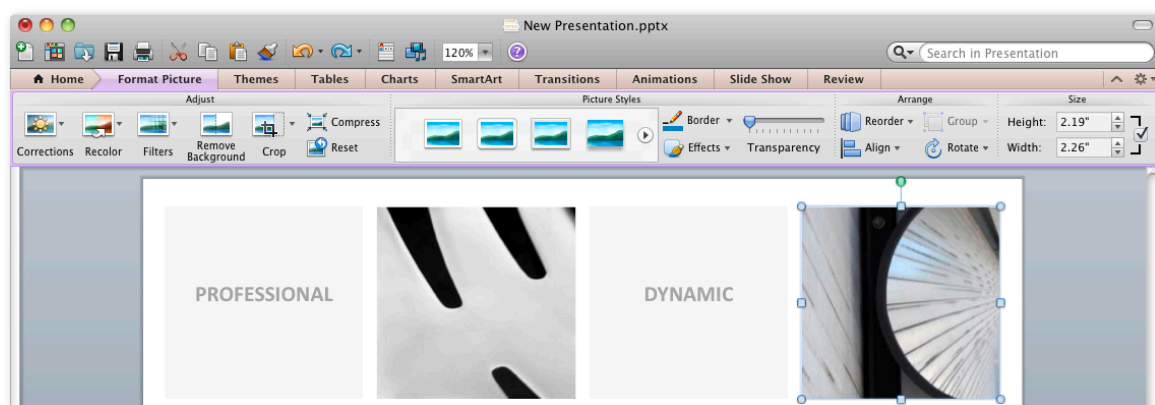 New Presentation.pptx
120%
Search in Presentation
Home Format Picture Themes Tables Charts SmartArt Transitions Animations Slide Show Review
Adjust Picture Styles Arrange Size
Compress Border Reorder Group Height: 2.19"
Corrections Recolor Filters Remove Background Crop Reset Effects Transparency Align Rotate Width: 2.26"
PROFESSIONAL DYNAMIC